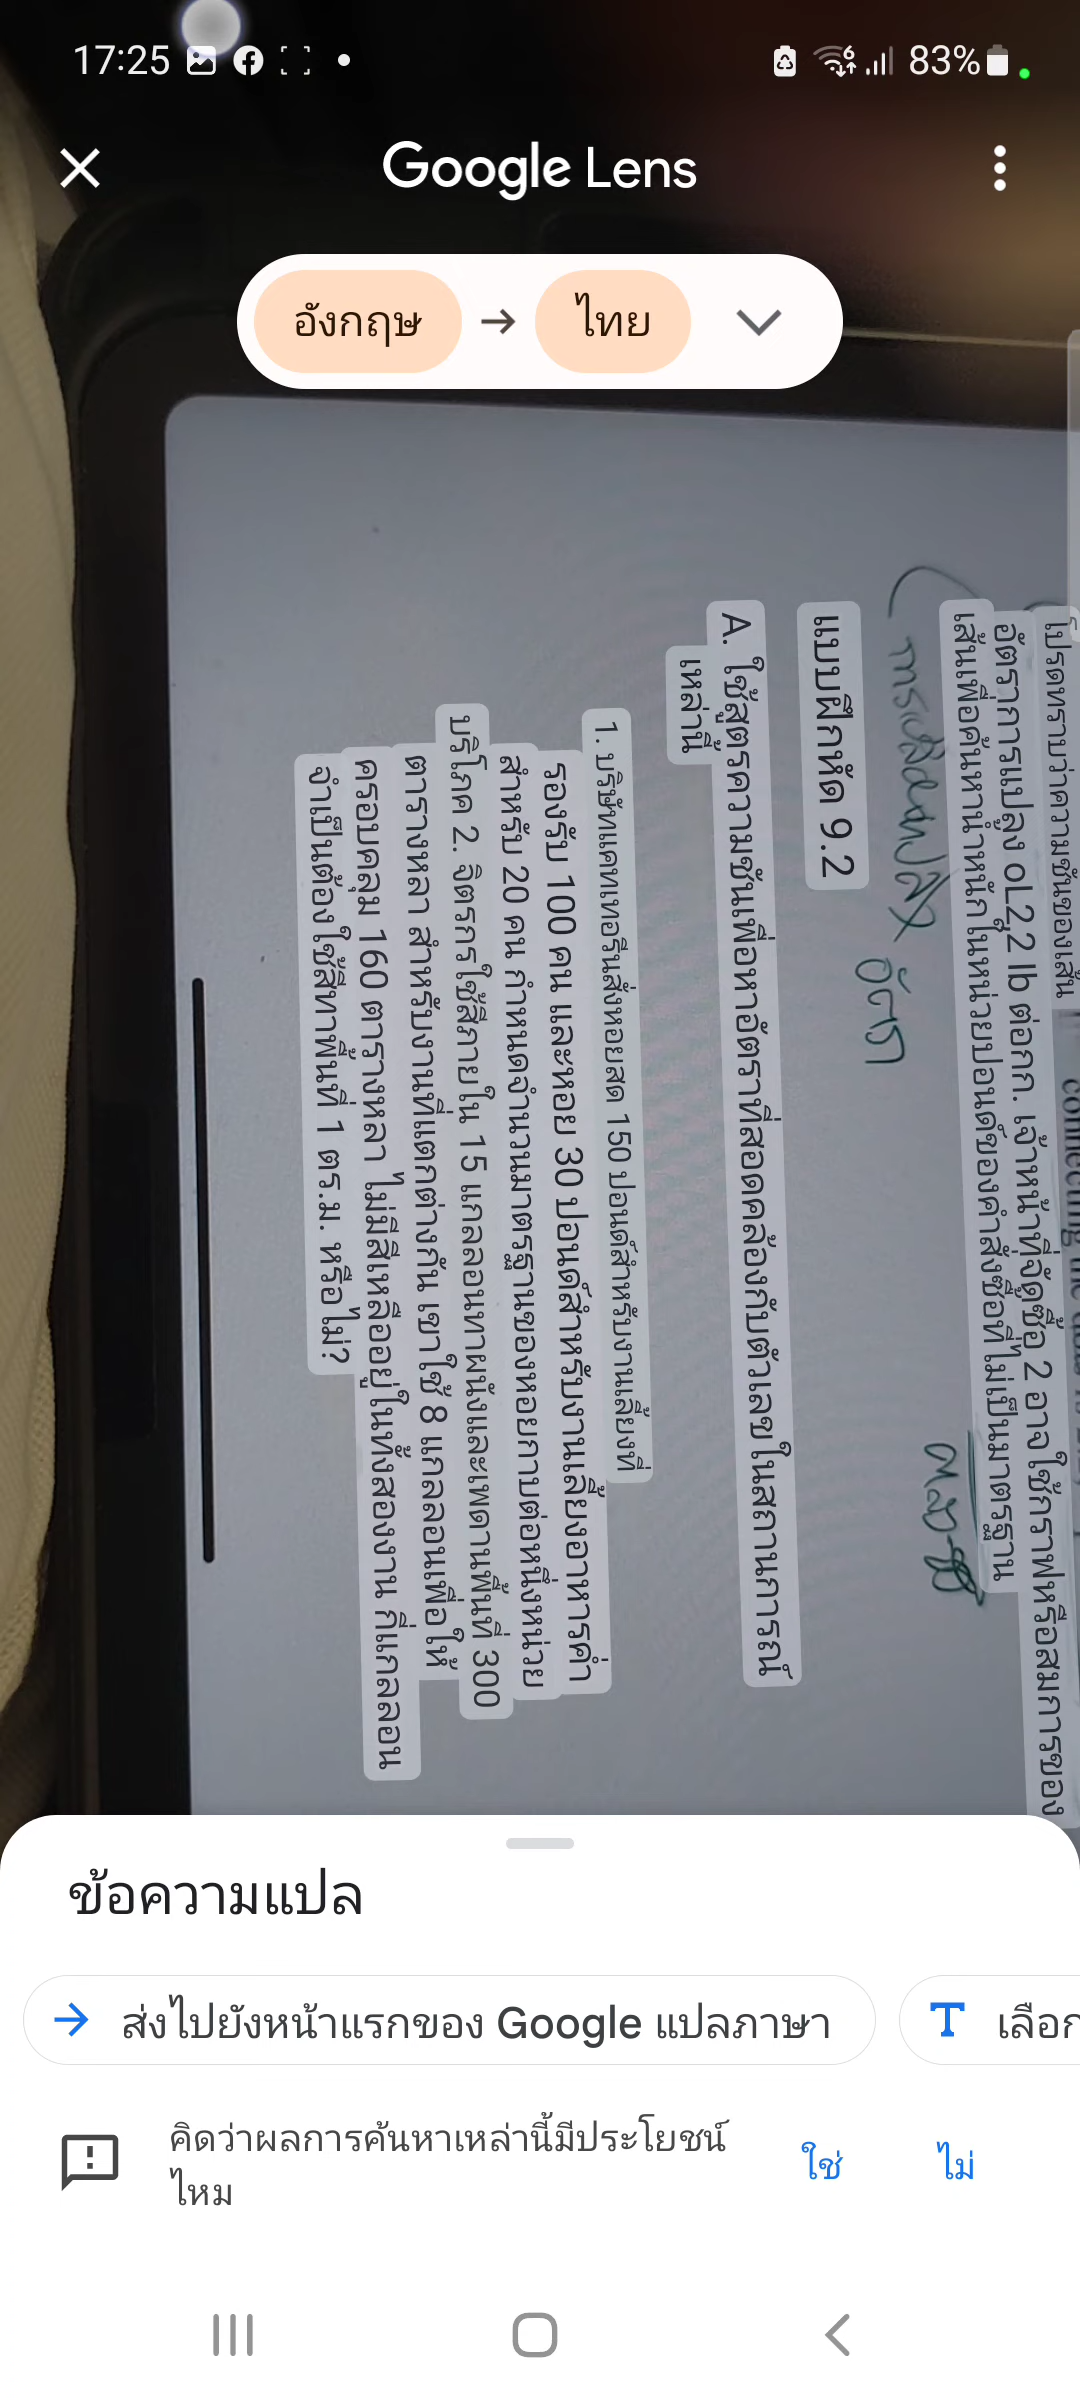 17:25
83%
Google Lens
อังกฤษ → ไทย
โปรดทราบว่าความชันของเส้น
อัตราการแปลง oL2,2 lb ต่อกก. เจ้าหน้าที่จัดซื้อ 2 อาจใช้กราฟหรือสมการของ
เส้นเพื่อค้นหาน้ำหนักในหน่วยปอนด์ของคำสั่งซื้อที่ไม่เป็นมาตรฐาน
อัตรา
แบบฝึกหัด 9.2
A. ใช้สูตรความชันเพื่อหาอัตราที่สอดคล้องกับตัวเลขในสถานการณ์
เหล่านี้
1. บริษัทแคทเทอรีนสั่งหอยสด 150 ปอนด์สำหรับงานเลี้ยงที่
รองรับ 100 คน และหอย 30 ปอนด์สำหรับงานเลี้ยงอาหารค่ำ
สำหรับ 20 คน กำหนดจำนวนมาตรฐานของหอยกาบต่อหนึ่งหน่วย
บริโภค 2. จิตรกรใช้สีภายใน 15 แกลลอนทาผนังและเพดานพื้นที่ 300
ตารางหลา สำหรับงานที่แตกต่างกัน เขาใช้ 8 แกลลอนเพื่อให้
ครอบคลุม 160 ตารางหลา ไม่มีสีเหลืออยู่ในทั้งสองงาน กี่แกลลอน
จำเป็นต้องใช้สีทาพื้นที่ 1 ตร.ม. หรือไม่?
ข้อความแปล
ส่งไปยังหน้าแรกของ Google แปลภาษา
เลือก
คิดว่าผลการค้นหาเหล่านี้มีประโยชน์
ไหม
ใช่
ไม่